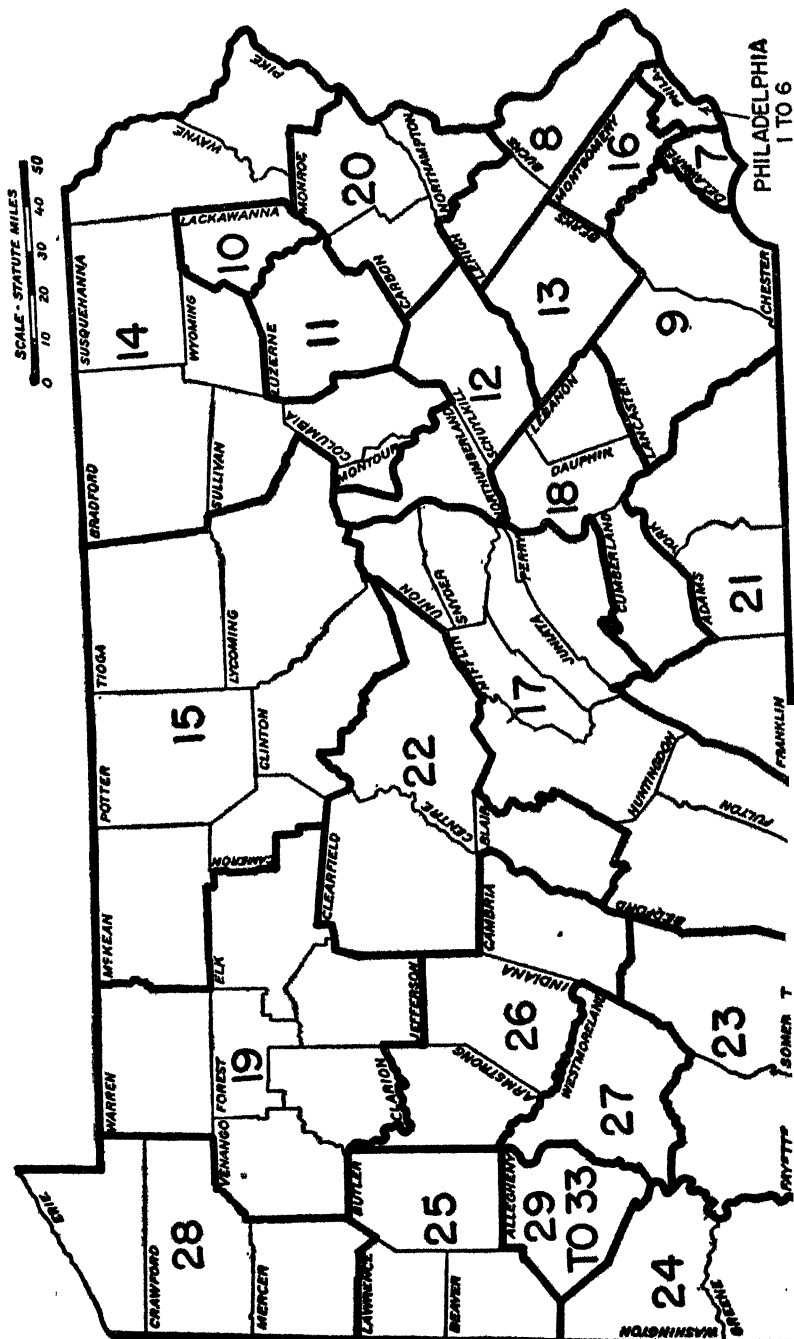 SCALE - STATUTE MILES
0 10 20 30 40 50
ERIE
CRAWFORD
28
MERCER
WARREN
MCKEAN
POTTER
TIOGA
BRADFORD
SUSQUEHANNA
WAYNE
PIKE
VENANGO
FOREST
19
ELK
CAMERON
15
CLINTON
LYCOMING
SULLIVAN
14
WYOMING
LACKAWANNA
10
LUZERNE
11
MONROE
20
LAWRENCE
BUTLER
25
BEAVER
CLARION
JEFFERSON
CLEARFIELD
22
CENTRE
UNION
SNYDER
MONTOUR
COLUMBIA
NORTHUMBERLAND
SCHUYLKILL
12
CARBON
NORTHAMPTON
LEHIGH
ARMSTRONG
26
INDIANA
CAMBRIA
BLAIR
MIFFLIN
17
JUNIATA
PERRY
DAUPHIN
18
LEBANON
BERKS
13
BUCKS
8
MONTGOMERY
16
ALLEGHENY
29
TO 33
WESTMORELAND
27
HUNTINGDON
CUMBERLAND
LANCASTER
9
CHESTER
DELAWARE
7
PHILA.
PHILADELPHIA
1 TO 6
WASHINGTON
24
GREENE
23
BEDFORD
FULTON
FRANKLIN
ADAMS
21
YORK